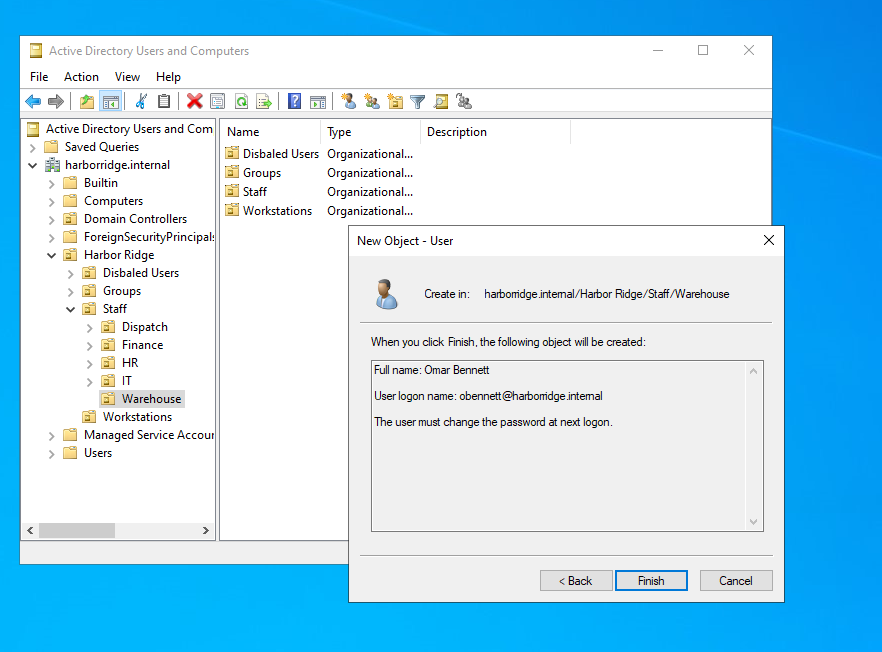 Active Directory Users and Computers
File Action View Help
Active Directory Users and Com
Saved Queries
harborridge.internal
Builtin
Computers
Domain Controllers
ForeignSecurityPrincipals
Harbor Ridge
Disbaled Users
Groups
Staff
Dispatch
Finance
HR
IT
Warehouse
Workstations
Managed Service Accour
Users
Name Type Description
Disbaled Users Organizational...
Groups Organizational...
Staff Organizational...
Workstations Organizational...
New Object - User
Create in: harborridge.internal/Harbor Ridge/Staff/Warehouse
When you click Finish, the following object will be created:
Full name: Omar Bennett
User logon name: obennett@harborridge.internal
The user must change the password at next logon.
< Back Finish Cancel